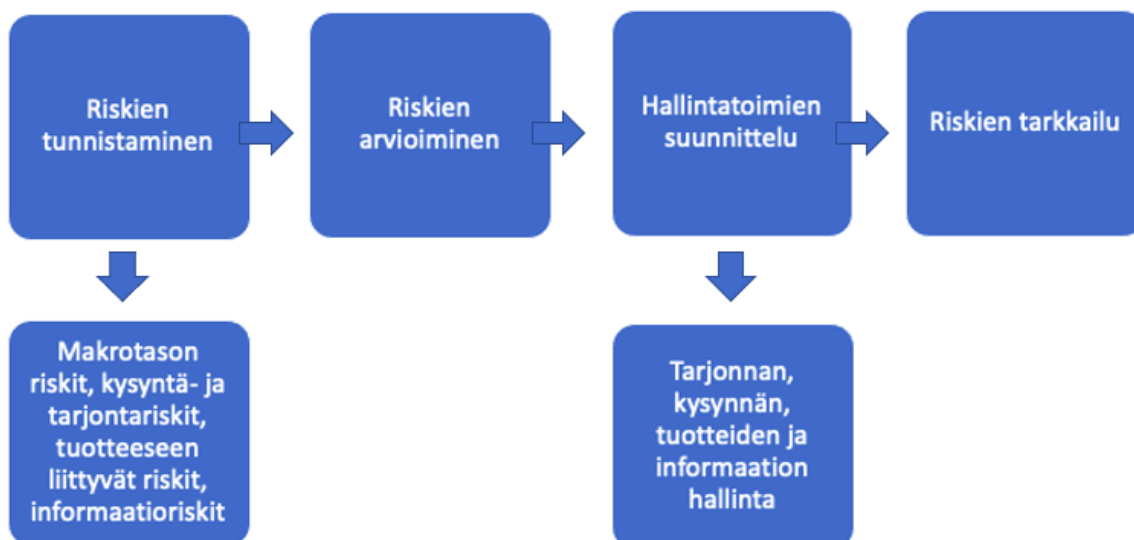 Riskien
tunnistaminen
Riskien
arvioiminen
Hallintatoimien
suunnittelu
Riskien tarkkailu
Makrotason
riskit, kysyntä- ja
tarjontariskit,
tuotteeseen
liittyvät riskit,
informaatioriskit
Tarjonnan,
kysynnän,
tuotteiden ja
informaation
hallinta